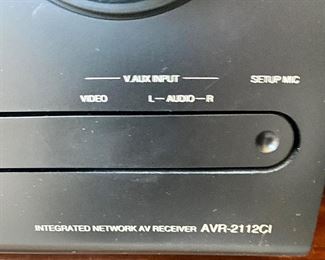 V.AUX INPUT
SETUP MIC
VIDEO L—AUDIO—R
INTEGRATED NETWORK AV RECEIVER AVR-2112CI